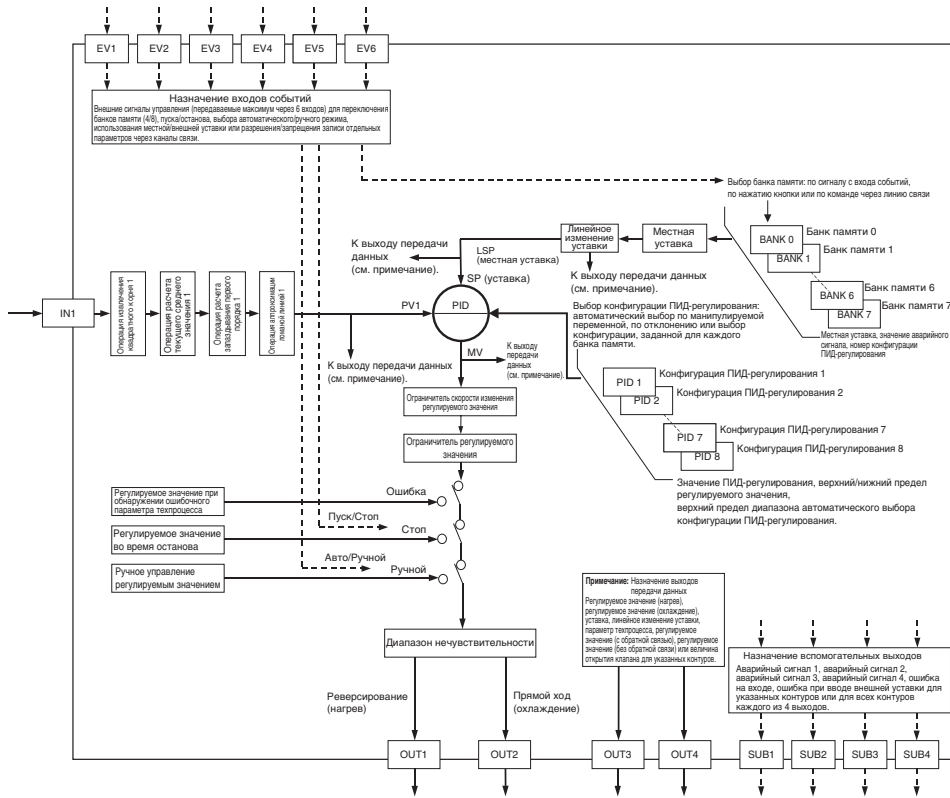 EV1 EV2 EV3 EV4 EV5 EV6
Назначение входов событий
Внешние сигналы управления (передаваемые максимум через 6 входов) для переключения
банков памяти (4/8), пуска/останова, выбора автоматического/ручного режима,
использования местной/внешней уставки или разрешения/запрещения записи отдельных
параметров через каналы связи.
Выбор банка памяти: по сигналу с входа событий,
по нажатию кнопки или по команде через линию связи
BANK 0
Банк памяти 0
BANK 1
Банк памяти 1
BANK 6
Банк памяти 6
BANK 7
Банк памяти 7
Местная уставка, значение аварийного
сигнала, номер конфигурации
ПИД-регулирования
Местная
уставка
Линейное
изменение
уставки
LSP
(местная уставка)
К выходу передачи
данных
(см. примечание).
SP (уставка)
К выходу передачи данных
(см. примечание).
IN1
Операция извлечения
квадратного корня 1
Операция расчета
текущего среднего
значения 1
Операция расчета
запаздывания первого
порядка 1
Операция аппроксимации
ломаной линией 1
PV1
PID
К выходу передачи данных
(см. примечание).
MV
К выходу
передачи
данных
(см. примечание).
Выбор конфигурации ПИД-регулирования:
автоматический выбор по манипулируемой
переменной, по отклонению или выбор
конфигурации, заданной для каждого
банка памяти.
PID 1
Конфигурация ПИД-регулирования 1
PID 2
Конфигурация ПИД-регулирования 2
PID 7
Конфигурация ПИД-регулирования 7
PID 8
Конфигурация ПИД-регулирования 8
Значение ПИД-регулирования, верхний/нижний предел
регулируемого значения,
верхний предел диапазона автоматического выбора
конфигурации ПИД-регулирования.
Ограничитель скорости изменения
регулируемого значения
Ограничитель регулируемого
значения
Регулируемое значение при
обнаружении ошибочного
параметра техпроцесса
Ошибка
Пуск/Стоп
Регулируемое значение
во время останова
Стоп
Авто/Ручной
Ручное управление
регулируемым значением
Ручной
Диапазон нечувствительности
Реверсирование
(нагрев)
Прямой ход
(охлаждение)
Примечание: Назначение выходов
передачи данных
Регулируемое значение (нагрев),
регулируемое значение (охлаждение),
уставка, линейное изменение уставки,
параметр техпроцесса, регулируемое
значение (с обратной связью), регулируемое
значение (без обратной связи) или величина
открытия клапана для указанных контуров.
Назначение вспомогательных выходов
Аварийный сигнал 1, аварийный сигнал 2,
аварийный сигнал 3, аварийный сигнал 4, ошибка
на входе, ошибка при вводе внешней уставки для
указанных контуров или для всех контуров
каждого из 4 выходов.
OUT1 OUT2 OUT3 OUT4 SUB1 SUB2 SUB3 SUB4